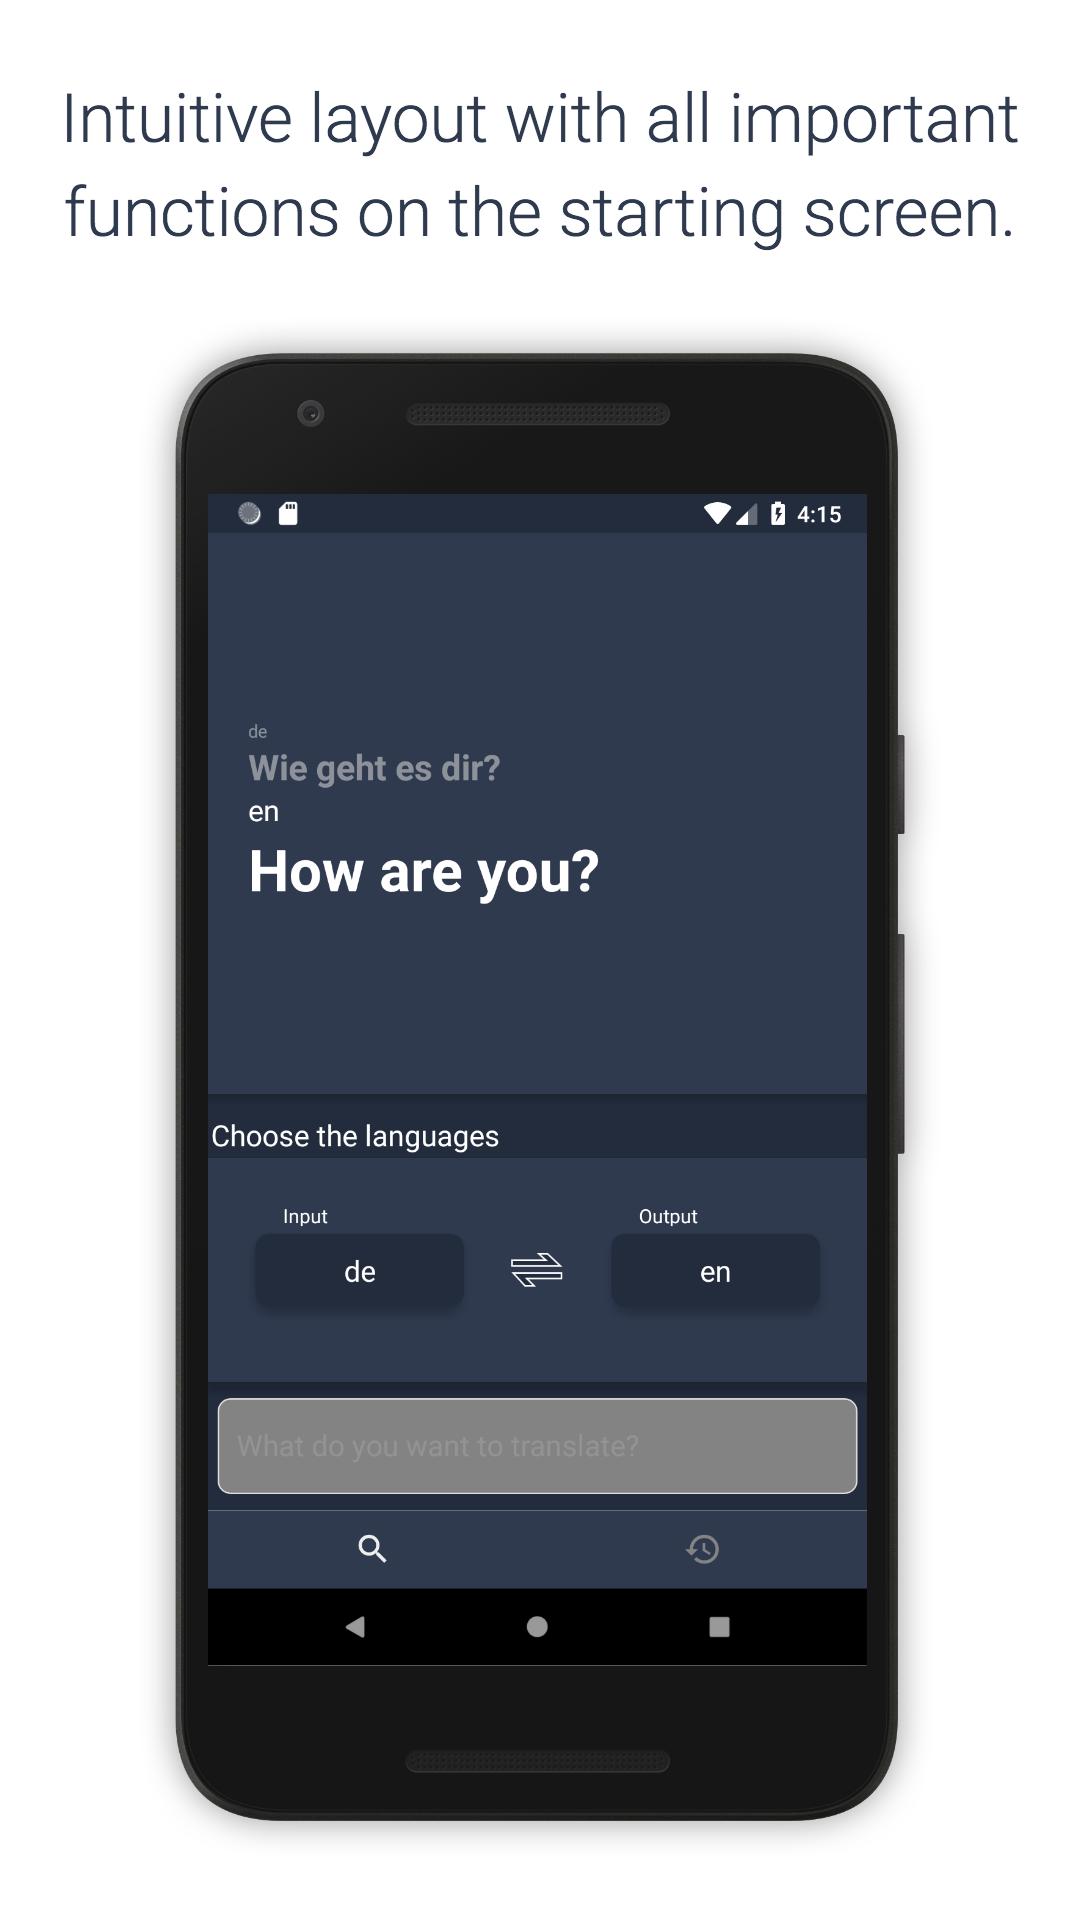 Intuitive layout with all important
functions on the starting screen.
4:15
de
Wie geht es dir?
en
How are you?
Choose the languages
Input
Output
de
en
What do you want to translate?